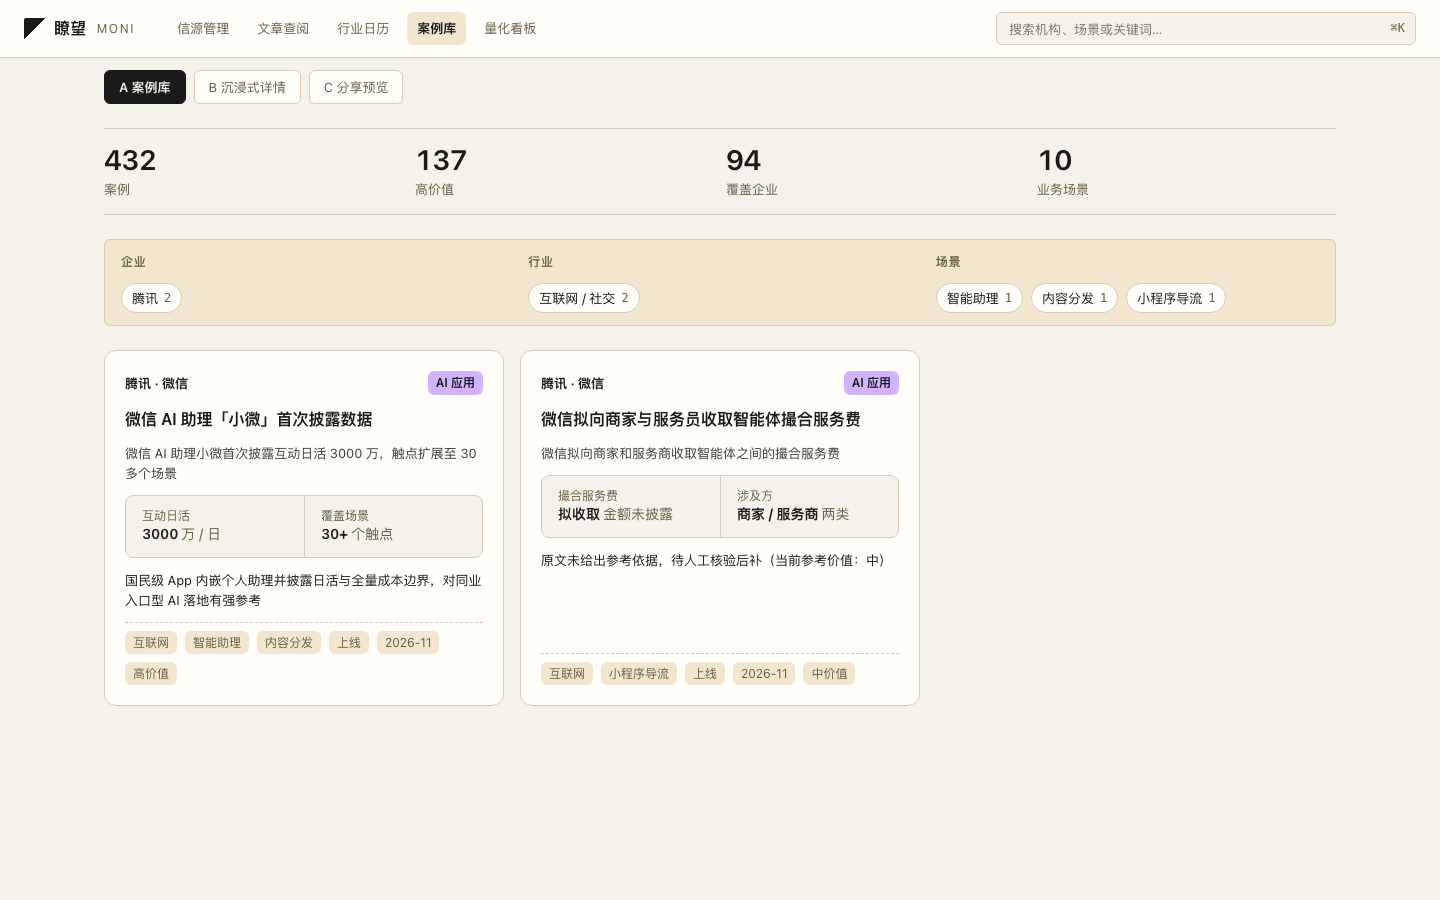 瞭望 MONI 信源管理 文章查阅 行业日历 案例库 量化看板 搜索机构、场景或关键词... ⌘K
A 案例库 B 沉浸式详情 C 分享预览
432 137 94 10
案例 高价值 覆盖企业 业务场景
企业 行业 场景
腾讯 2 互联网 / 社交 2 智能助理 1 内容分发 1 小程序导流 1
腾讯 · 微信 AI 应用
微信 AI 助理「小微」首次披露数据
微信 AI 助理小微首次披露互动日活 3000 万，触点扩展至 30
多个场景
互动日活 覆盖场景
3000 万 / 日 30+ 个触点
国民级 App 内嵌个人助理并披露日活与全量成本边界，对同业
入口型 AI 落地有强参考
互联网 智能助理 内容分发 上线 2026-11
高价值
腾讯 · 微信 AI 应用
微信拟向商家与服务员收取智能体撮合服务费
微信拟向商家和服务商收取智能体之间的撮合服务费
撮合服务费 涉及方
拟收取 金额未披露 商家 / 服务商 两类
原文未给出参考依据，待人工核验后补（当前参考价值：中）
互联网 小程序导流 上线 2026-11 中价值